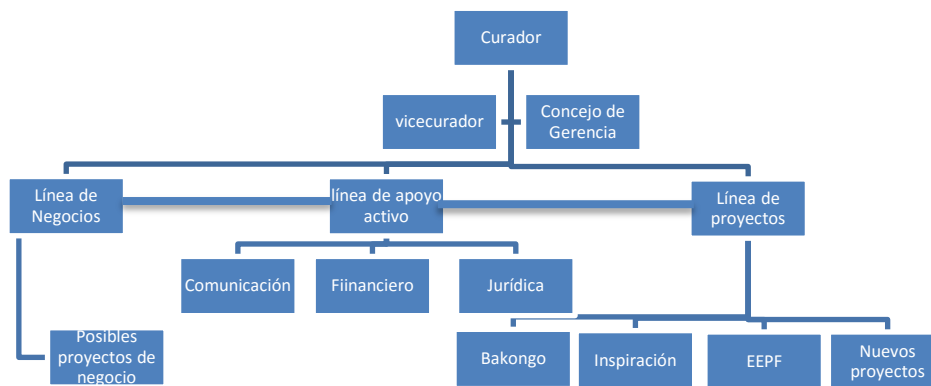 Curador
vicecurador
Concejo de
Gerencia
Línea de
Negocios
línea de apoyo
activo
Línea de
proyectos
Comunicación
Fiinanciero
Jurídica
Posibles
proyectos de
negocio
Bakongo
Inspiración
EEPF
Nuevos
proyectos